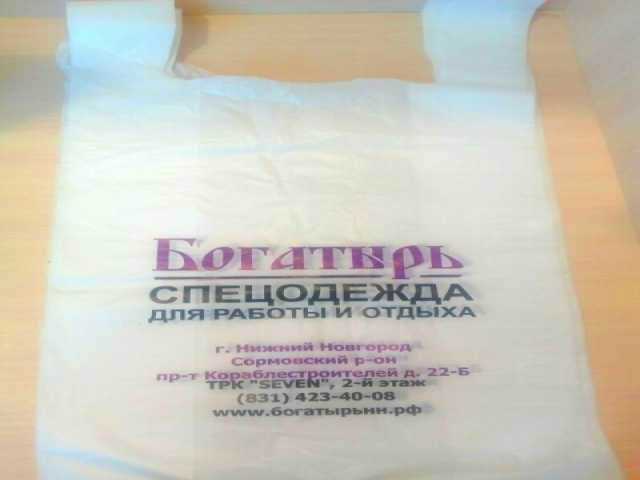 Богатырь
СПЕЦОДЕЖДА
ДЛЯ РАБОТЫ И ОТДЫХА
г. Нижний Новгород
Сормовский р-он
пр-т Кораблестроителей д. 22-Б
ТРК "SEVEN", 2-й этаж
(831) 423-40-08
www.богатырьнн.рф